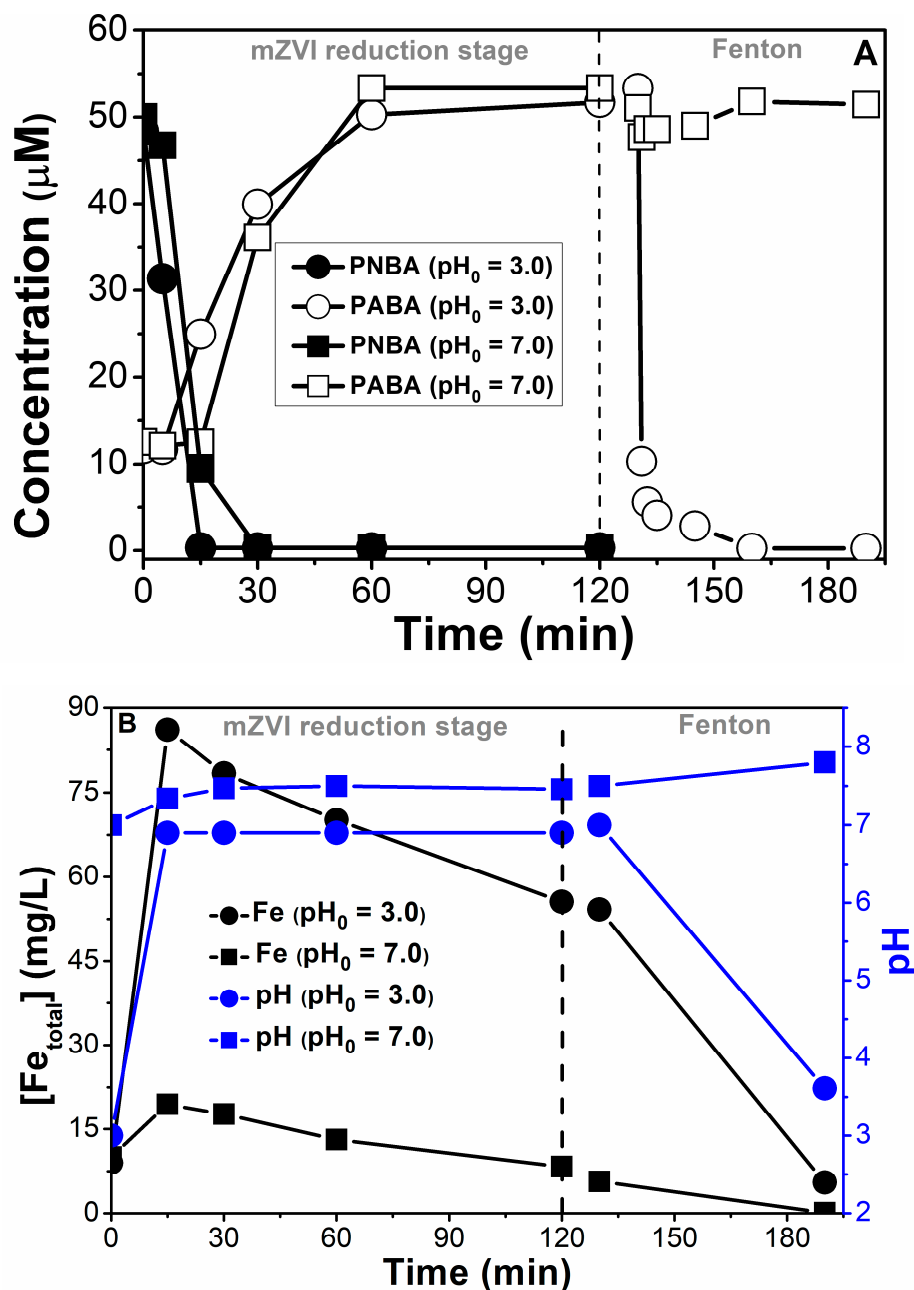 60
mZVI reduction stage
Fenton
A
50
40
30
20
10
0
Concentration (μM)
PNBA (pH₀ = 3.0)
PABA (pH₀ = 3.0)
PNBA (pH₀ = 7.0)
PABA (pH₀ = 7.0)
0 30 60 90 120 150 180
Time (min)
90
B
mZVI reduction stage
Fenton
75
60
45
30
15
0
[Fe_total] (mg/L)
Fe (pH₀ = 3.0)
Fe (pH₀ = 7.0)
pH (pH₀ = 3.0)
pH (pH₀ = 7.0)
8
7
6
5
4
3
2
pH
0 30 60 90 120 150 180
Time (min)